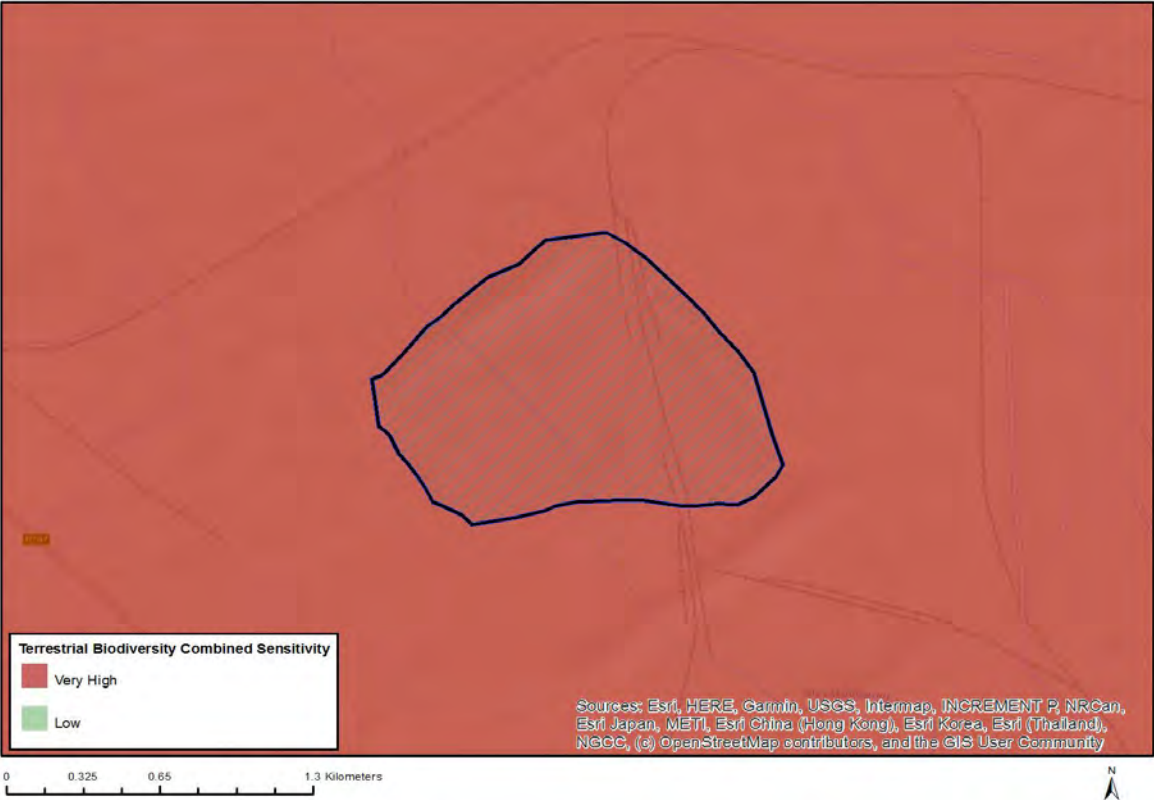 Terrestrial Biodiversity Combined Sensitivity
Very High
Low
Sources: Esri, HERE, Garmin, USGS, Intermap, INCREMENT P, NRCan,
Esri Japan, METI, Esri China (Hong Kong), Esri Korea, Esri (Thailand),
NGCC, (c) OpenStreetMap contributors, and the GIS User Community
0 0.325 0.65 1.3 Kilometers
N